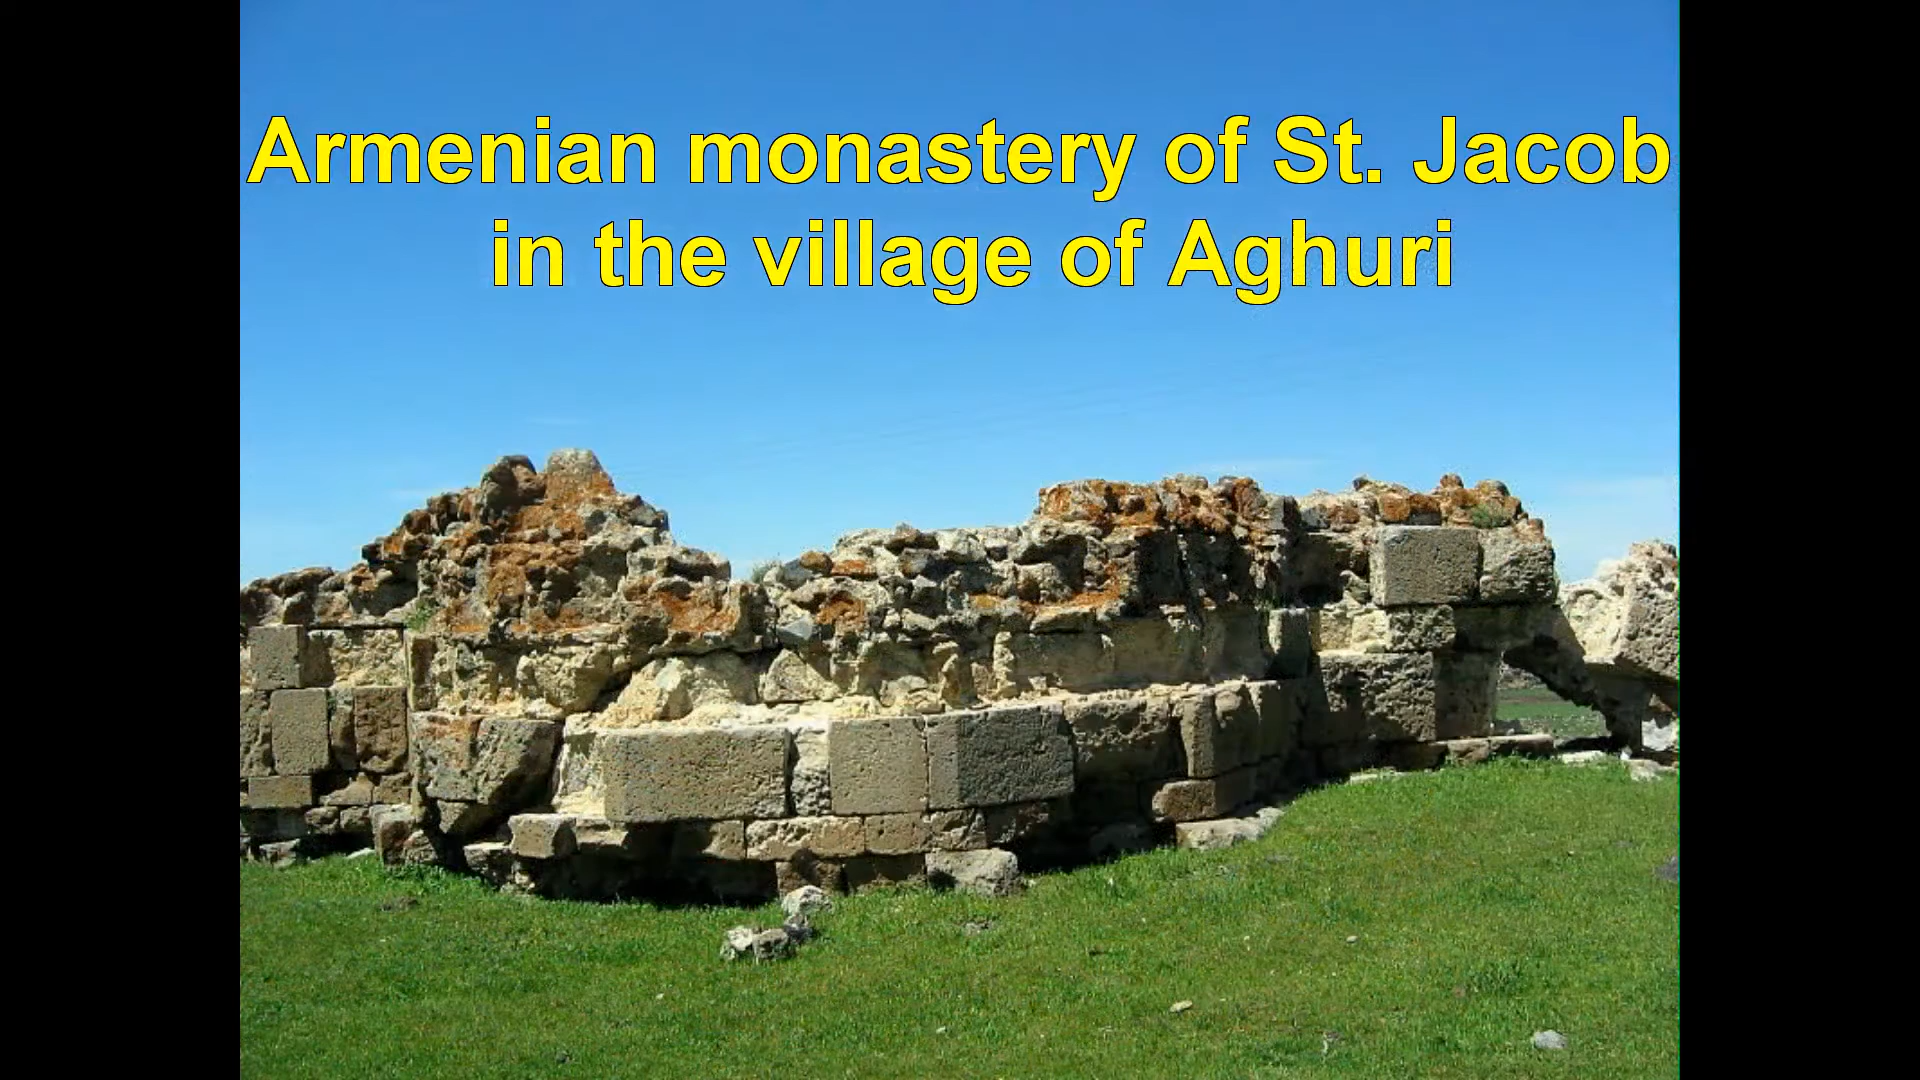 Armenian monastery of St. Jacob
in the village of Aghuri